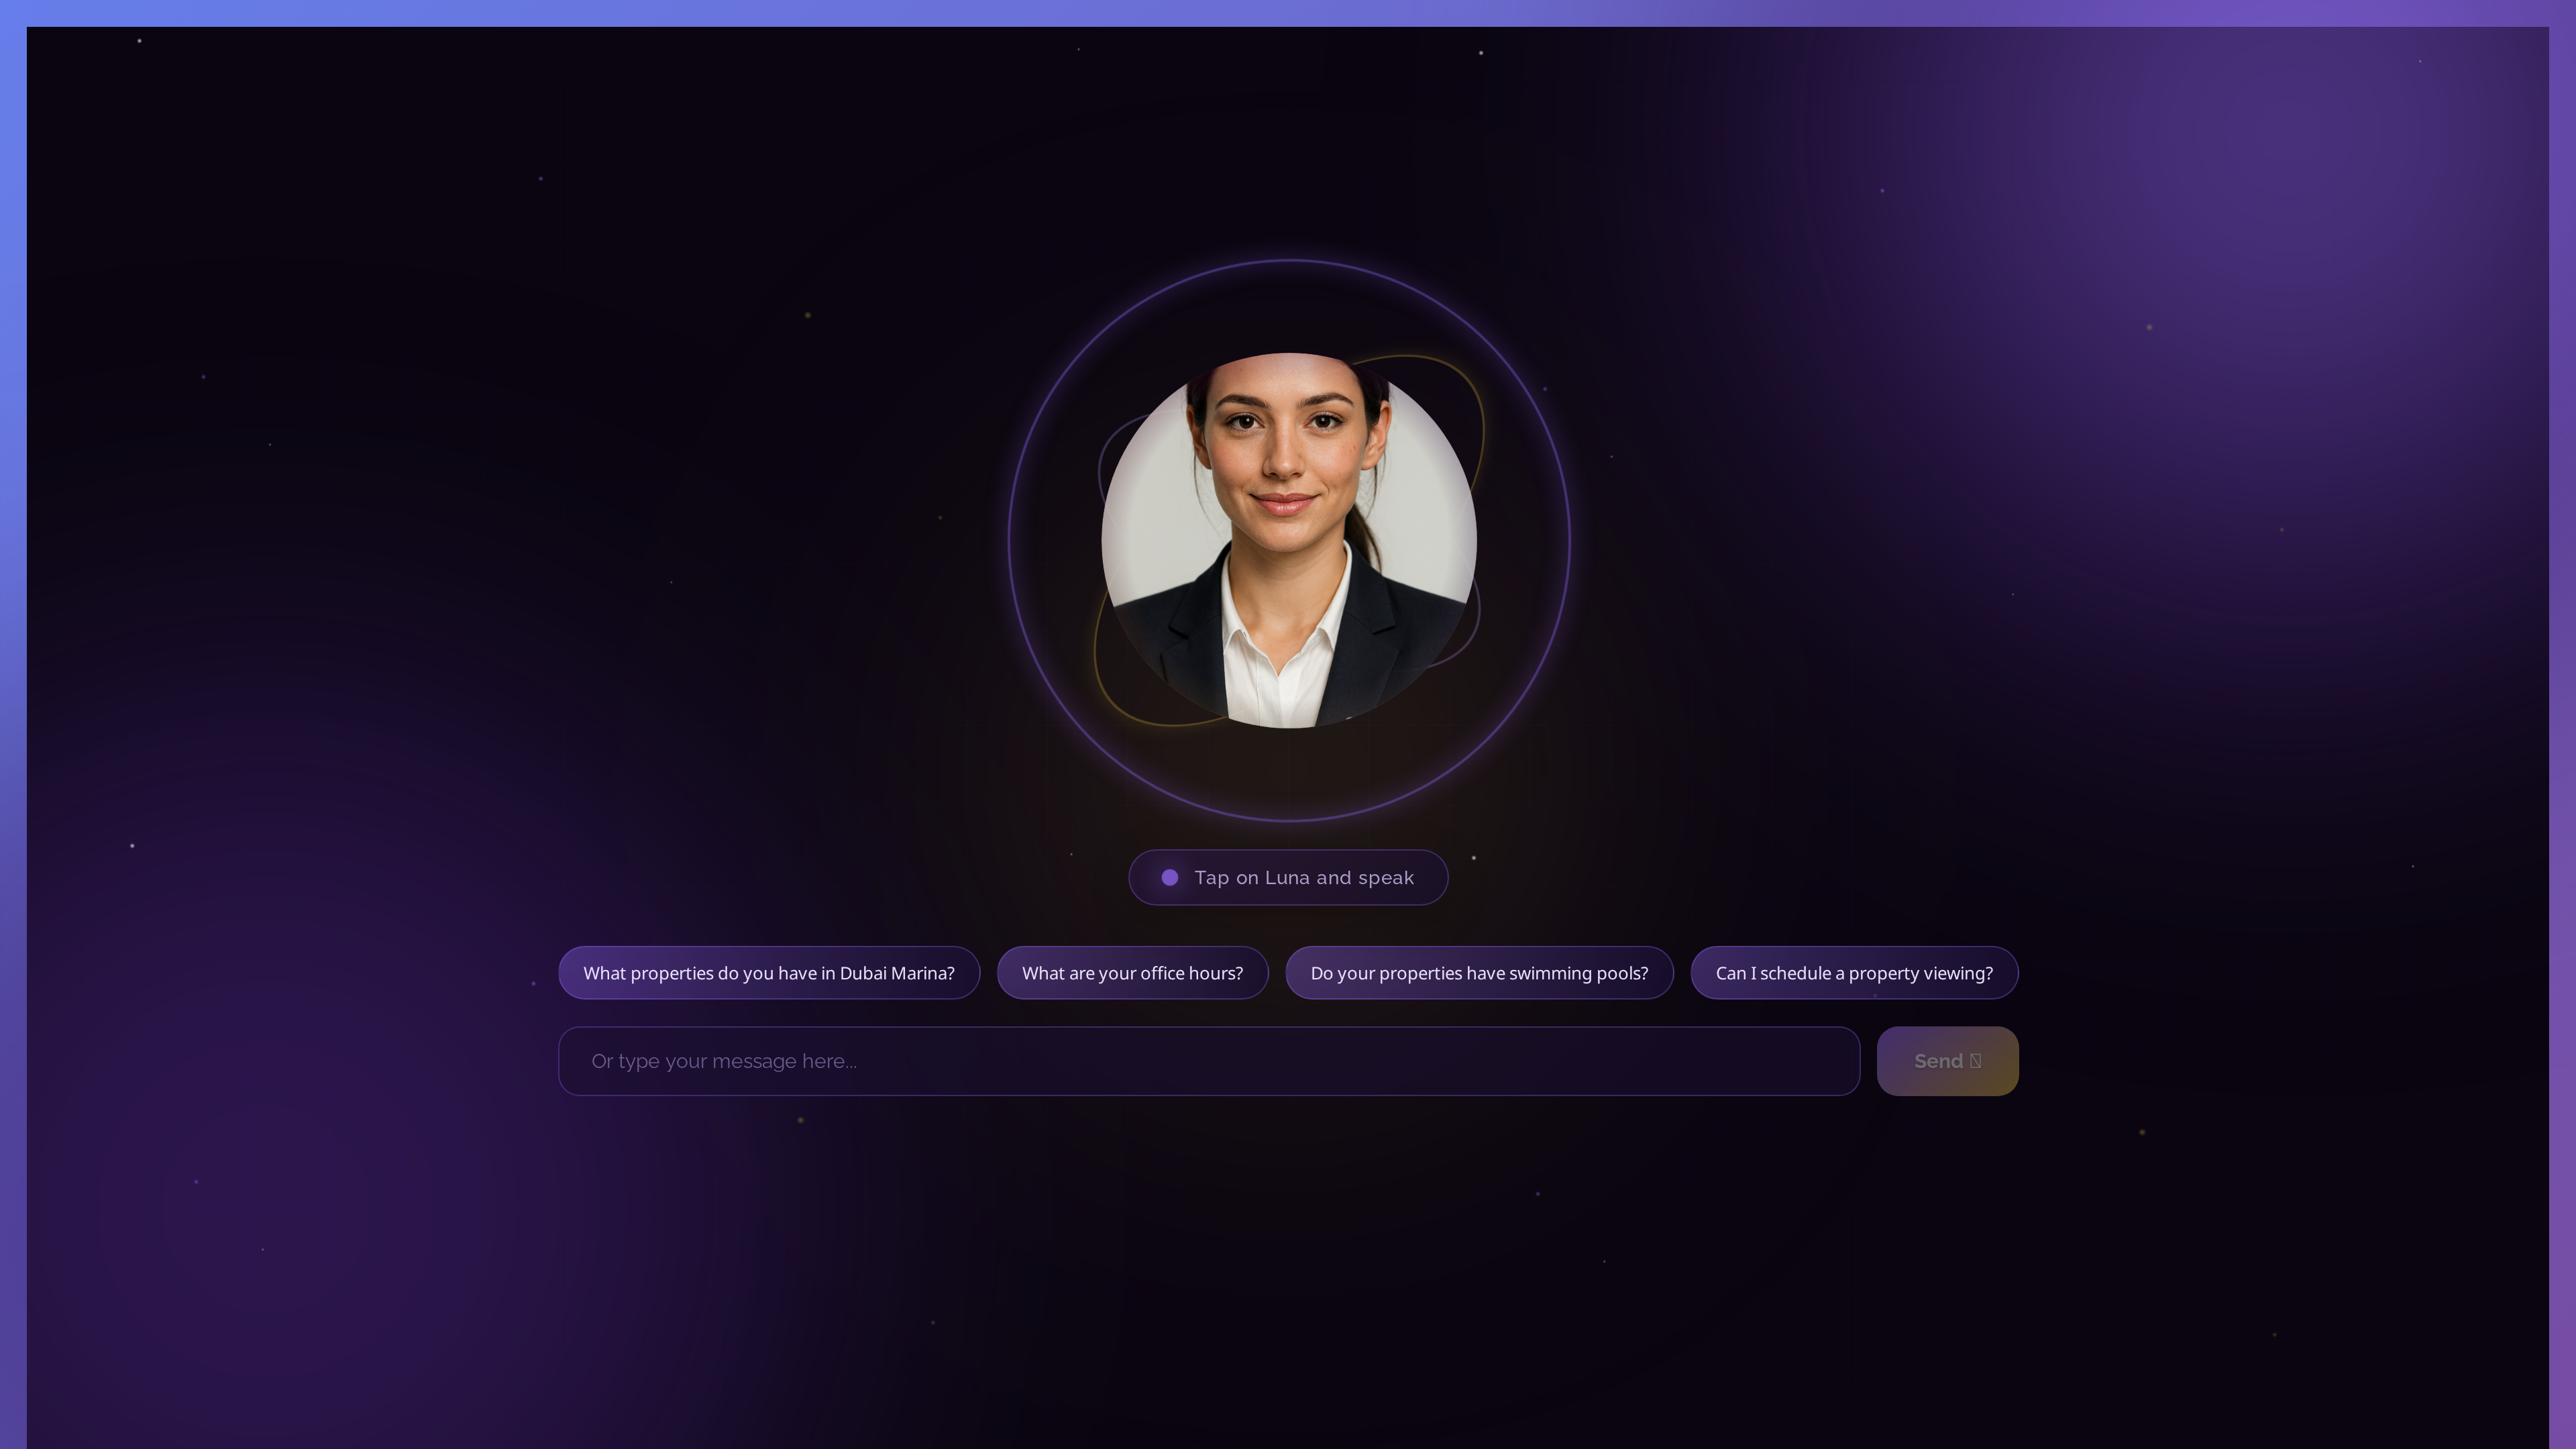 Tap on Luna and speak
What properties do you have in Dubai Marina?
What are your office hours?
Do your properties have swimming pools?
Can I schedule a property viewing?
Or type your message here...
Send